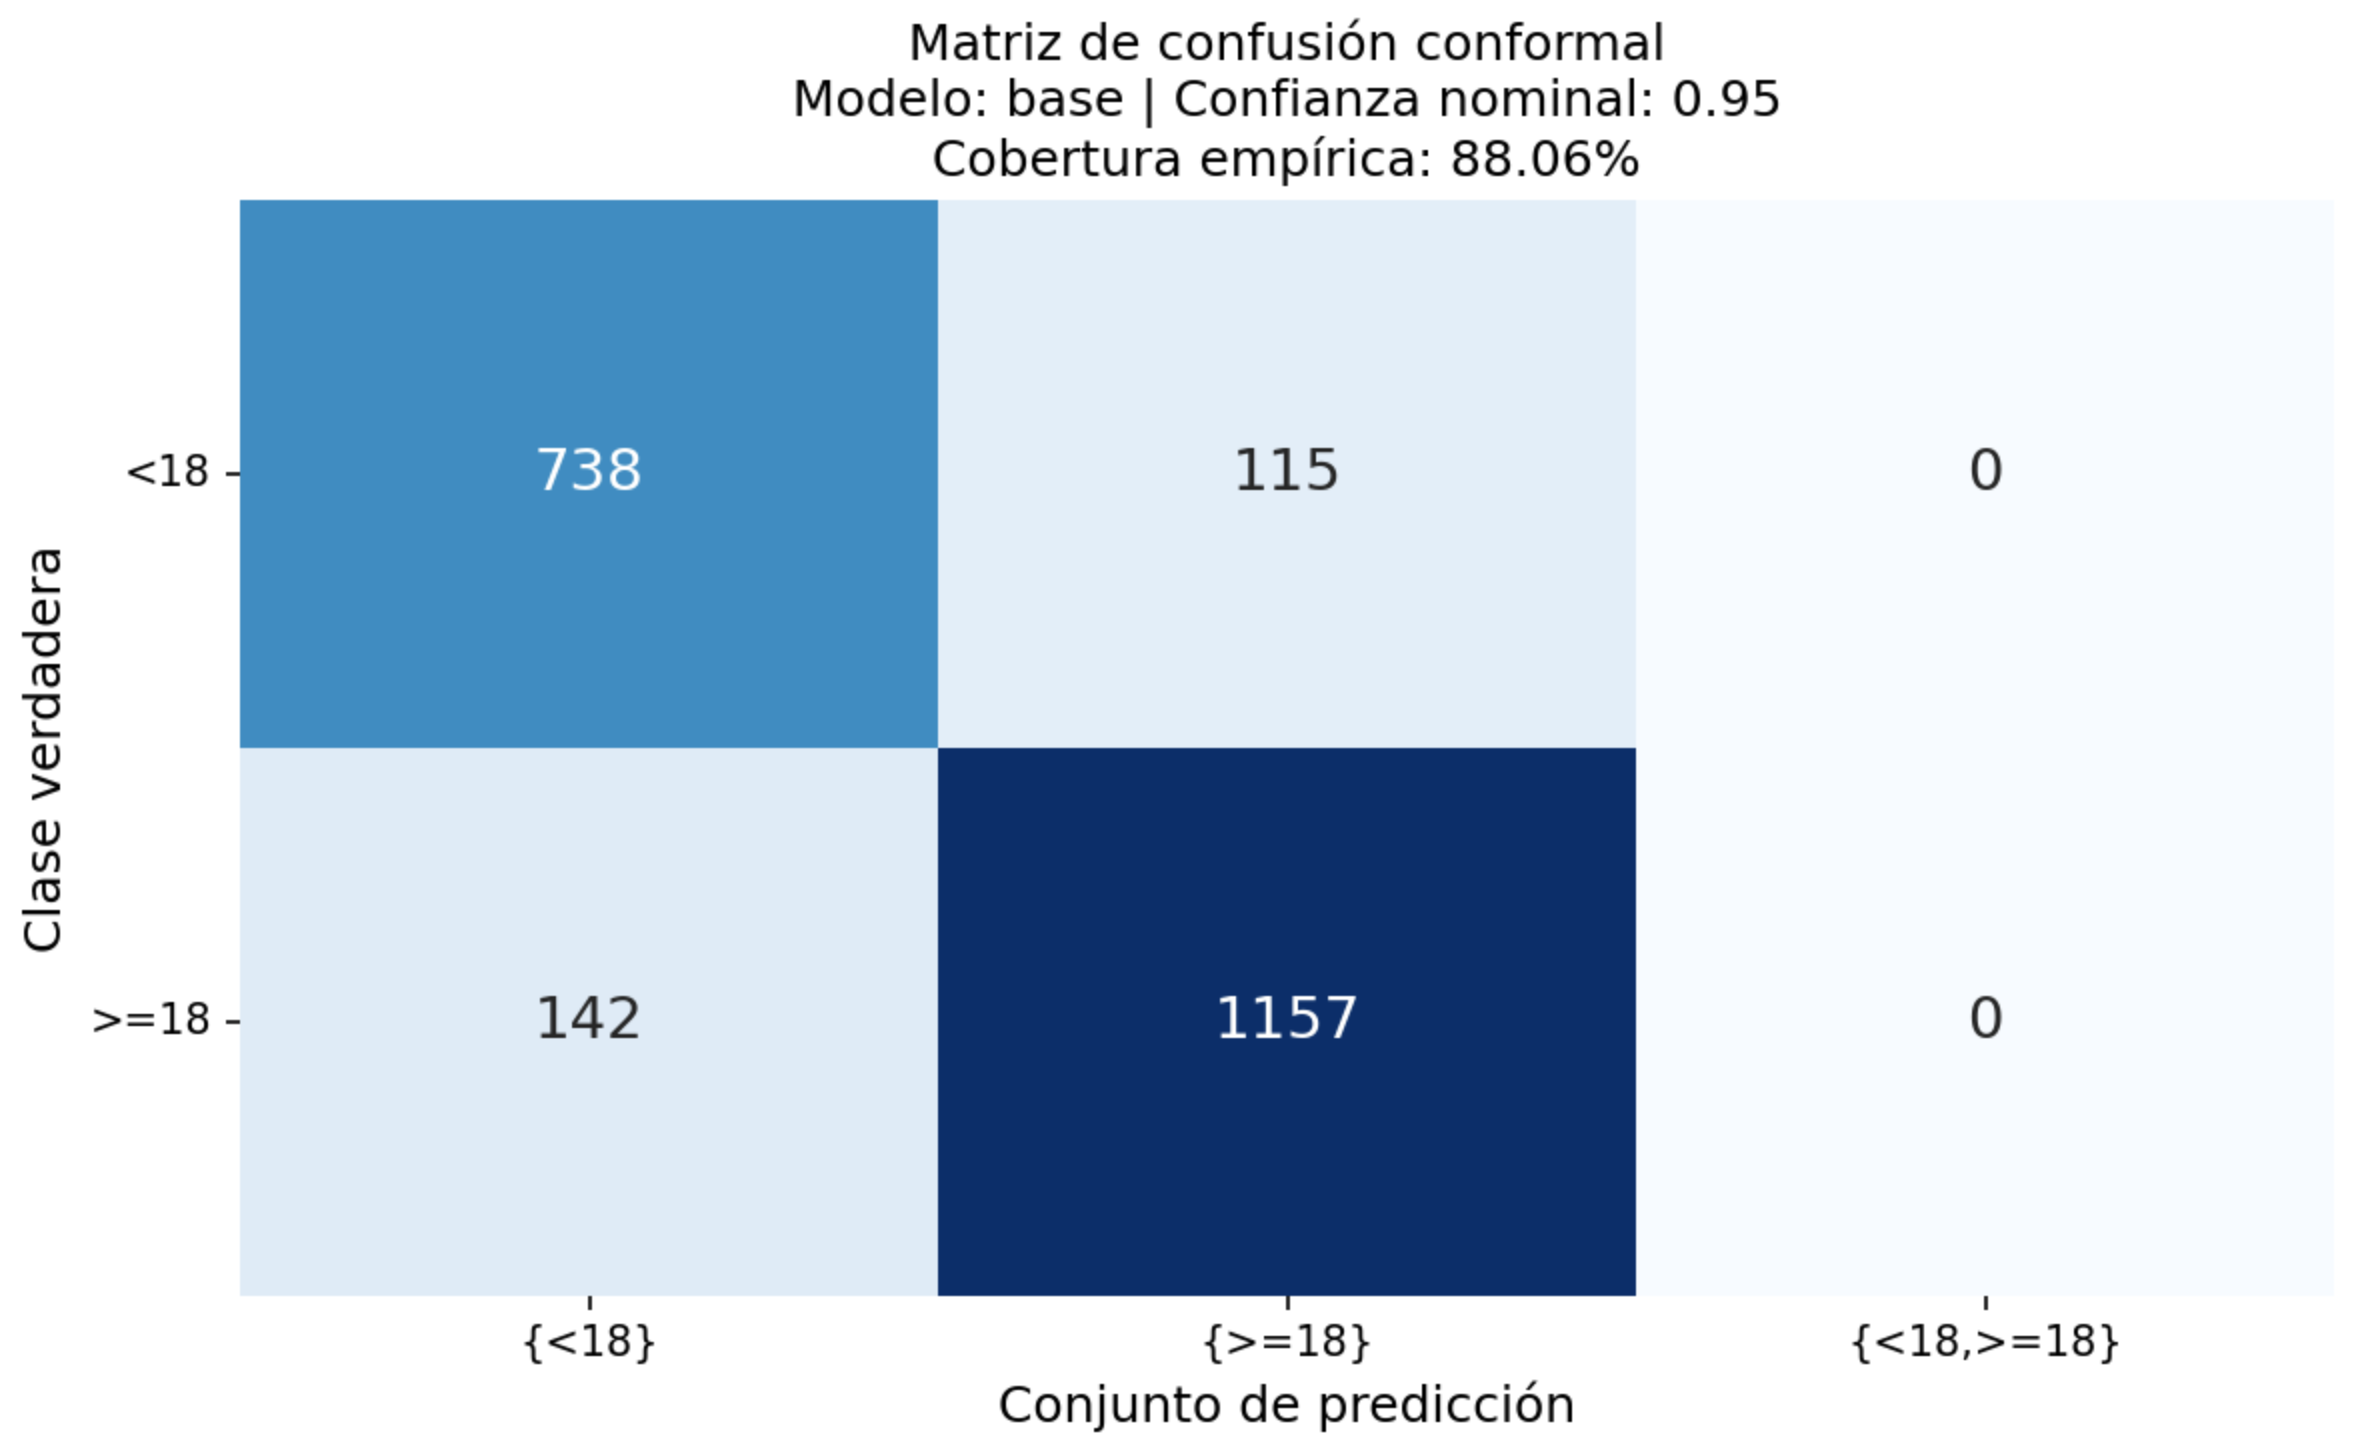 Matriz de confusión conformal
Modelo: base | Confianza nominal: 0.95
Cobertura empírica: 88.06%
Clase verdadera
<18
738
115
0
>=18
142
1157
0
{<18}
{>=18}
{<18,>=18}
Conjunto de predicción